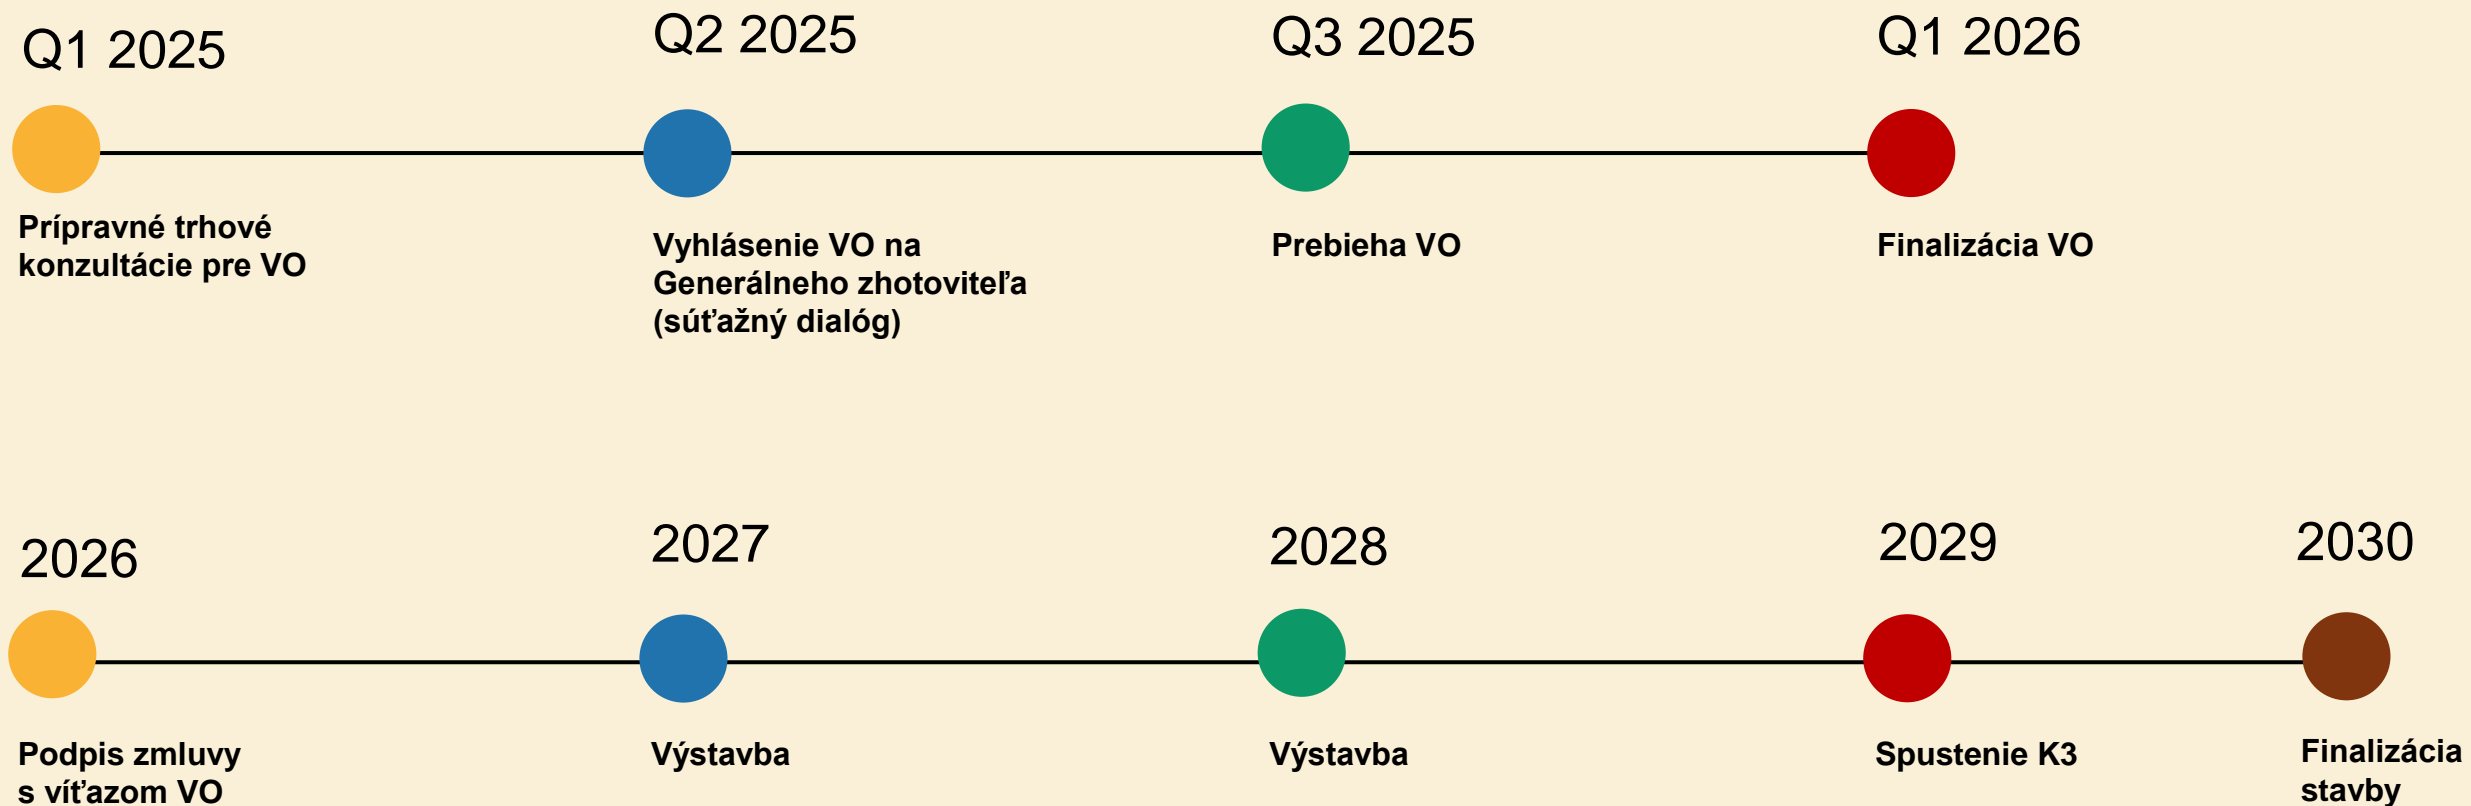 Q1 2025
Q2 2025
Q3 2025
Q1 2026
Prípravné trhové
konzultácie pre VO
Vyhlásenie VO na
Generálneho zhotoviteľa
(súťažný dialóg)
Prebieha VO
Finalizácia VO
2026
2027
2028
2029
2030
Podpis zmluvy
s víťazom VO
Výstavba
Výstavba
Spustenie K3
Finalizácia
stavby